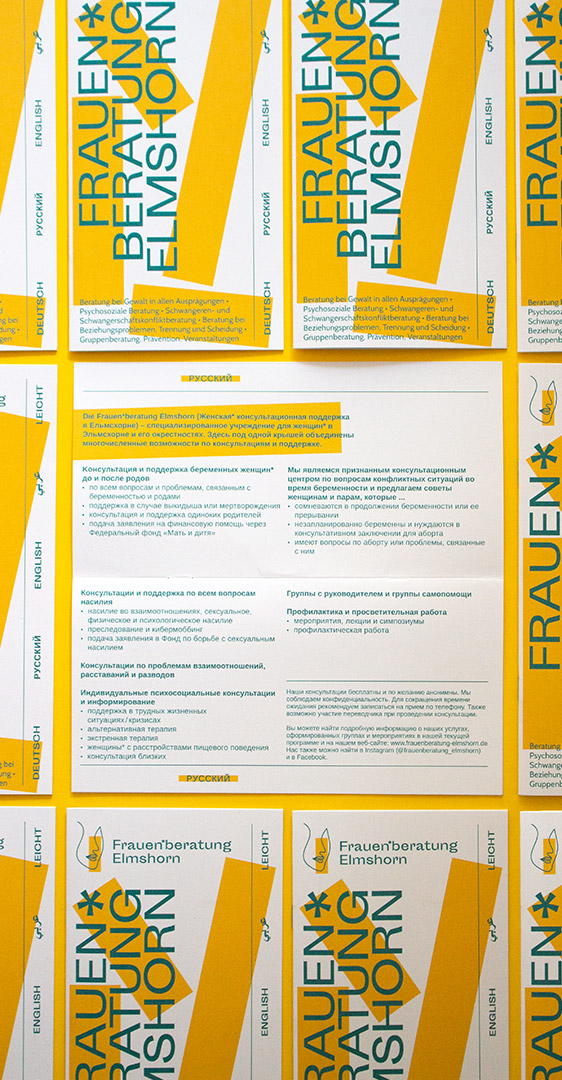 FRAUEN*
BERATUNG
ELMSHORN
عربي
ENGLISH
РУССКИЙ
DEUTSCH
Beratung bei Gewalt in allen Ausprägungen •
Psychosoziale Beratung • Schwangeren- und
Schwangerschaftskonfliktberatung • Beratung bei
Beziehungsproblemen, Trennung und Scheidung •
Gruppenberatung, Prävention, Veranstaltungen
FRAUEN*
BERATUNG
ELMSHORN
عربي
ENGLISH
РУССКИЙ
DEUTSCH
Beratung bei Gewalt in allen Ausprägungen •
Psychosoziale Beratung • Schwangeren- und
Schwangerschaftskonfliktberatung • Beratung bei
Beziehungsproblemen, Trennung und Scheidung •
Gruppenberatung, Prävention, Veranstaltungen
LEICHT
عربي
ENGLISH
РУССКИЙ
DEUTSCH
РУССКИЙ
Die Frauen*beratung Elmshorn (Женская* консультационная поддержка
в Ельмсхорне) – специализированное учреждение для женщин* в
Эльмсхорне и его окрестностях. Здесь под одной крышей объединены
многочисленные возможности по консультациям и поддержке.
Консультация и поддержка беременных женщин*
до и после родов
• по всем вопросам и проблемам, связанным с
беременностью и родами
• поддержка в случае выкидыша или мертворождения
• консультация и поддержка одиноких родителей
• подача заявления на финансовую помощь через
Федеральный фонд «Мать и дитя»
Мы являемся признанным консультационным
центром по вопросам конфликтных ситуаций во
время беременности и предлагаем советы
женщинам и парам, которые ...
• сомневаются в продолжении беременности или ее
прерывании
• незапланированно беременны и нуждаются в
консультативном заключении для аборта
• имеют вопросы по аборту или проблемы, связанные
с ним
Консультации и поддержка по всем вопросам
насилия
• насилие во взаимоотношениях, сексуальное,
физическое и психологическое насилие
• преследование и кибермоббинг
• подача заявления в Фонд по борьбе с сексуальным
насилием
Консультации по проблемам взаимоотношений,
расставаний и разводов
Индивидуальные психосоциальные консультации
и информирование
• поддержка в трудных жизненных
ситуациях/кризисах
• альтернативная терапия
• экстренная терапия
• женщины* с расстройствами пищевого поведения
• консультация близких
Группы с руководителем и группы самопомощи
Профилактика и просветительная работа
• мероприятия, лекции и симпозиумы
• профилактическая работа
Наши консультации бесплатны и по желанию анонимны. Мы
соблюдаем конфиденциальность. Для сокращения времени
ожидания рекомендуем записаться на прием по телефону. Также
возможно участие переводчика при проведении консультации.
Вы можете найти подробную информацию о наших услугах,
сформированных группах и мероприятиях в нашей текущей
программе и на нашем веб-сайте: www.frauenberatung-elmshorn.de
Нас также можно найти в Instagram (@frauenberatung_elmshorn)
и в Facebook.
РУССКИЙ
FRAUEN*
Beratung
Psychoso
Schwang
Beziehung
Gruppenb
LEICHT
عربي
ENGLISH
Frauen*beratung
Elmshorn
FRAUEN*
BERATUNG
ELMSHORN
LEICHT
عربي
ENGLISH
Frauen*beratung
Elmshorn
FRAUEN*
BERATUNG
ELMSHORN
LEICHT
عربي
ENGLISH